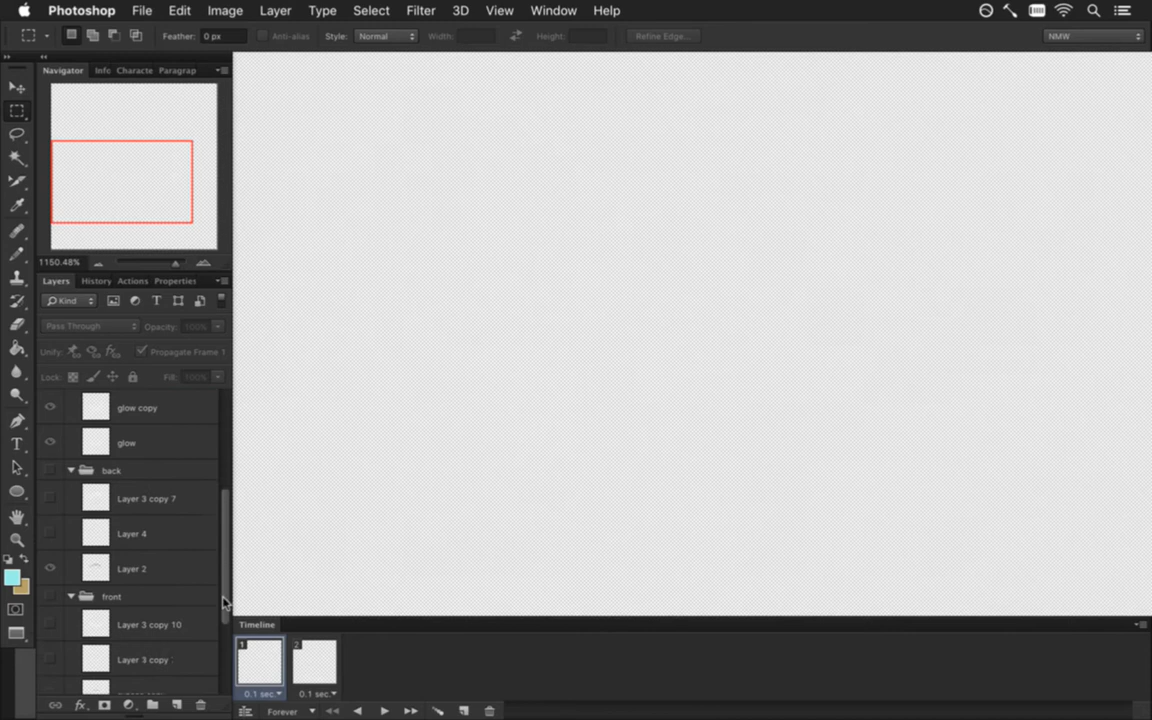 Photoshop File Edit Image Layer Type Select Filter 3D View Window Help
Feather: 0 px Anti-alias Style: Normal Width: Height: Refine Edge... NMW
Navigator Info Characte Paragrap
1150.48%
Layers History Actions Properties
Kind
Pass Through Opacity: 100%
Unify: Propagate Frame 1
Lock: Fill: 100%
glow copy
glow
back
Layer 3 copy 7
Layer 4
Layer 2
front
Layer 3 copy 10
Layer 3 copy
Timeline
1 2
0.1 sec. 0.1 sec.
Forever